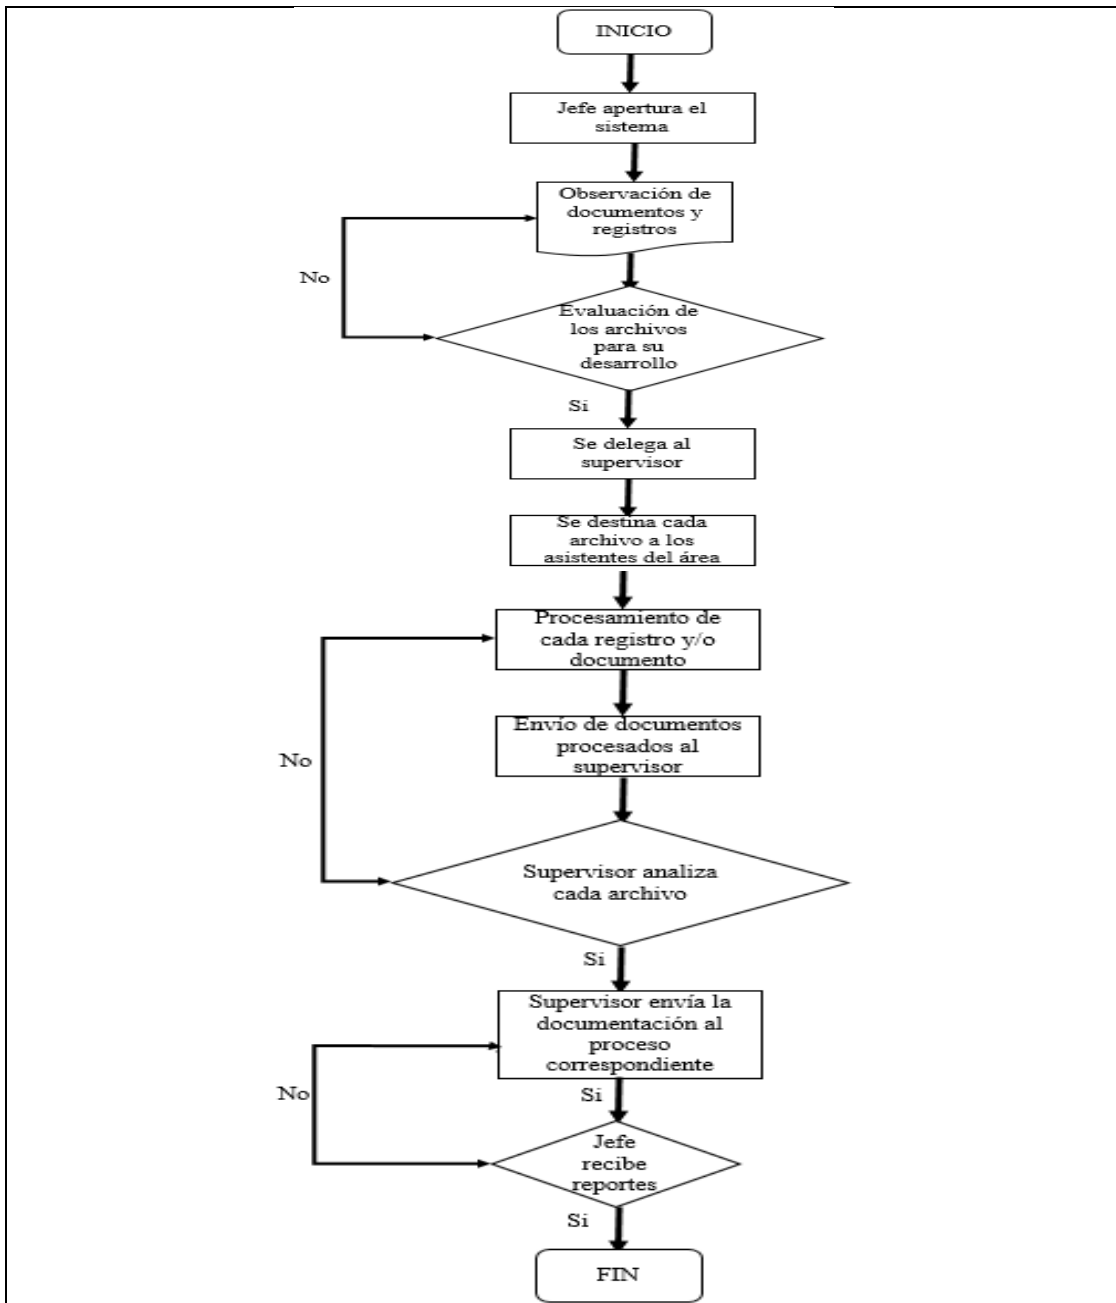 INICIO
Jefe apertura el
sistema
Observación de
documentos y
registros
No
Evaluación de
los archivos
para su
desarrollo
Si
Se delega al
supervisor
Se destina cada
archivo a los
asistentes del área
Procesamiento de
cada registro y/o
documento
Envío de documentos
procesados al
supervisor
No
Supervisor analiza
cada archivo
Si
Supervisor envía la
documentación al
proceso
correspondiente
No
Si
Jefe
recibe
reportes
Si
FIN